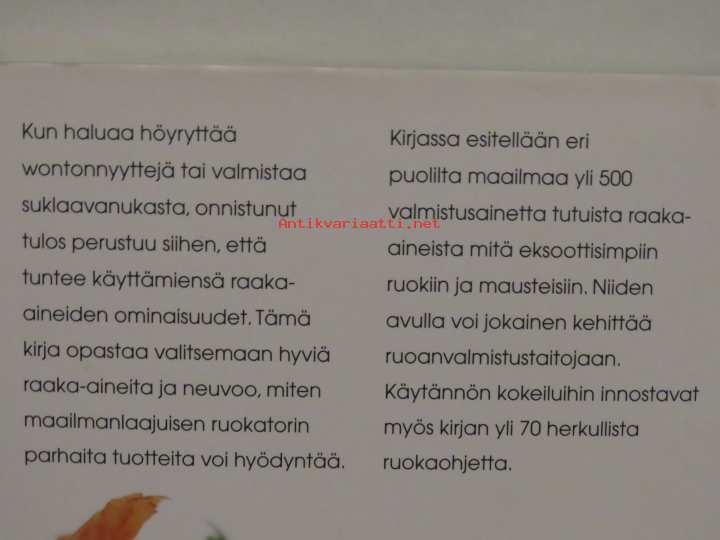 Kun haluaa höyryttää
wontonnyyttejä tai valmistaa
suklaavanukasta, onnistunut
tulos perustuu siihen, että
tuntee käyttämiensä raaka-
aineiden ominaisuudet. Tämä
kirja opastaa valitsemaan hyviä
raaka-aineita ja neuvoo, miten
maailmanlaajuisen ruokatorin
parhaita tuotteita voi hyödyntää.
Kirjassa esitellään eri
puolilta maailmaa yli 500
valmistusainetta tutuista raaka-
aineista mitä eksoottisimpiin
ruokiin ja mausteisiin. Niiden
avulla voi jokainen kehittää
ruoanvalmistustaitojaan.
Käytännön kokeiluihin innostavat
myös kirjan yli 70 herkullista
ruokaohjetta.
Antikvariaatti.net